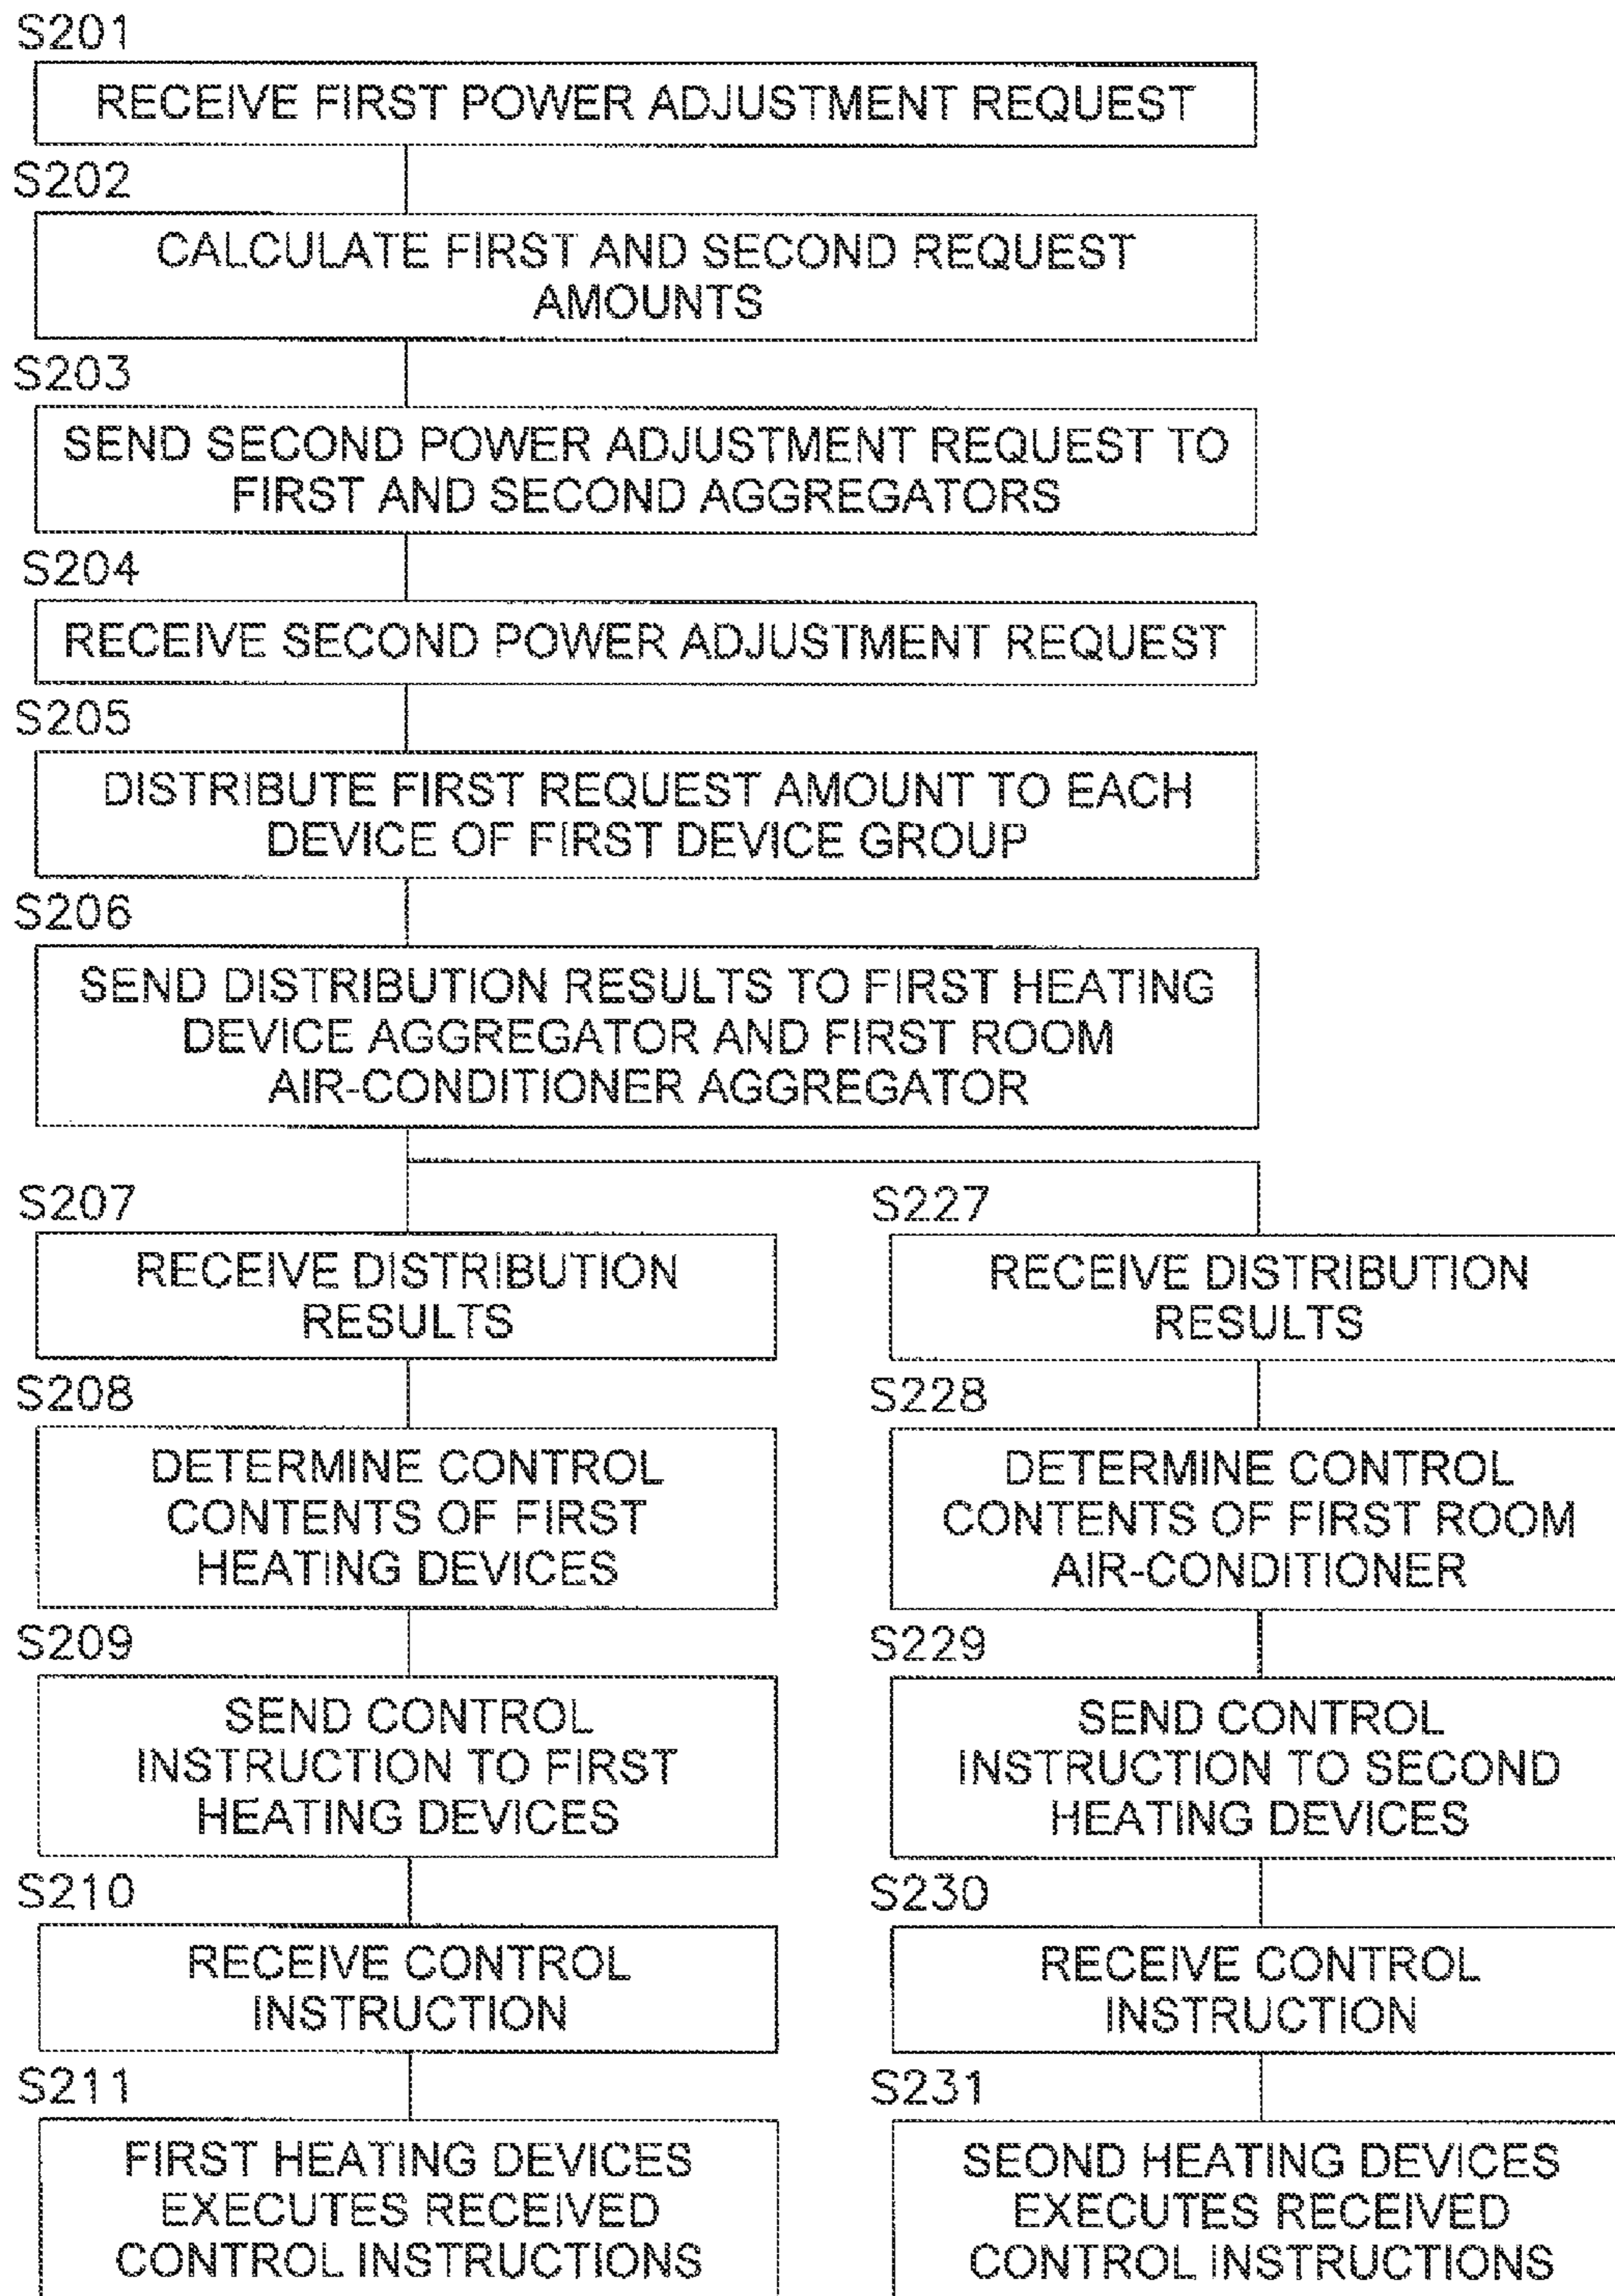 S201
RECEIVE FIRST POWER ADJUSTMENT REQUEST
S202
CALCULATE FIRST AND SECOND REQUEST
AMOUNTS
S203
SEND SECOND POWER ADJUSTMENT REQUEST TO
FIRST AND SECOND AGGREGATORS
S204
RECEIVE SECOND POWER ADJUSTMENT REQUEST
S205
DISTRIBUTE FIRST REQUEST AMOUNT TO EACH
DEVICE OF FIRST DEVICE GROUP
S206
SEND DISTRIBUTION RESULTS TO FIRST HEATING
DEVICE AGGREGATOR AND FIRST ROOM
AIR-CONDITIONER AGGREGATOR
S207
RECEIVE DISTRIBUTION
RESULTS
S208
DETERMINE CONTROL
CONTENTS OF FIRST
HEATING DEVICES
S209
SEND CONTROL
INSTRUCTION TO FIRST
HEATING DEVICES
S210
RECEIVE CONTROL
INSTRUCTION
S211
FIRST HEATING DEVICES
EXECUTES RECEIVED
CONTROL INSTRUCTIONS
S227
RECEIVE DISTRIBUTION
RESULTS
S228
DETERMINE CONTROL
CONTENTS OF FIRST ROOM
AIR-CONDITIONER
S229
SEND CONTROL
INSTRUCTION TO SECOND
HEATING DEVICES
S230
RECEIVE CONTROL
INSTRUCTION
S231
SEOND HEATING DEVICES
EXECUTES RECEIVED
CONTROL INSTRUCTIONS